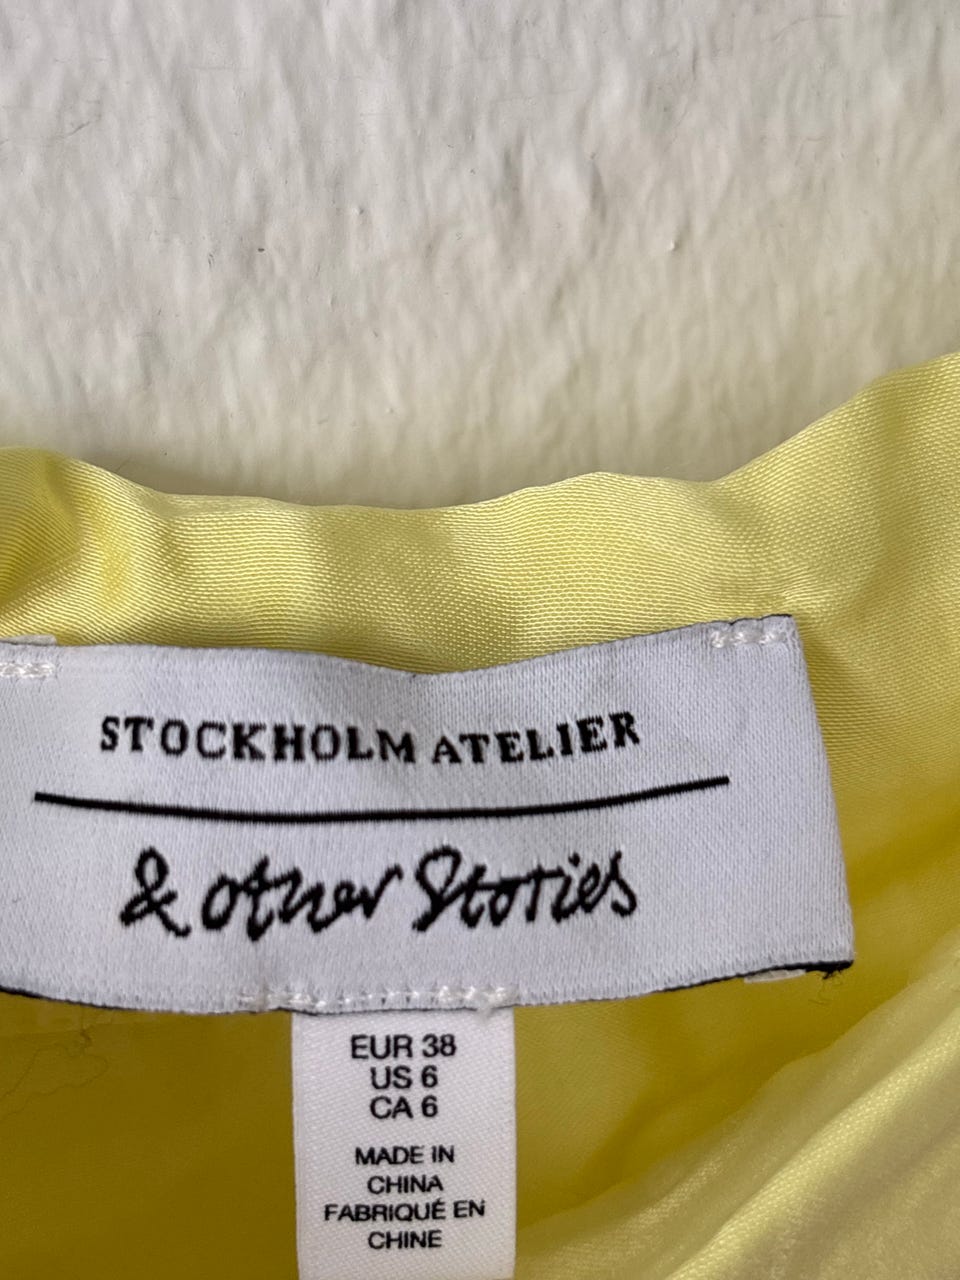 STOCKHOLM ATELIER
& other Stories
EUR 38
US 6
CA 6
MADE IN
CHINA
FABRIQUÉ EN
CHINE